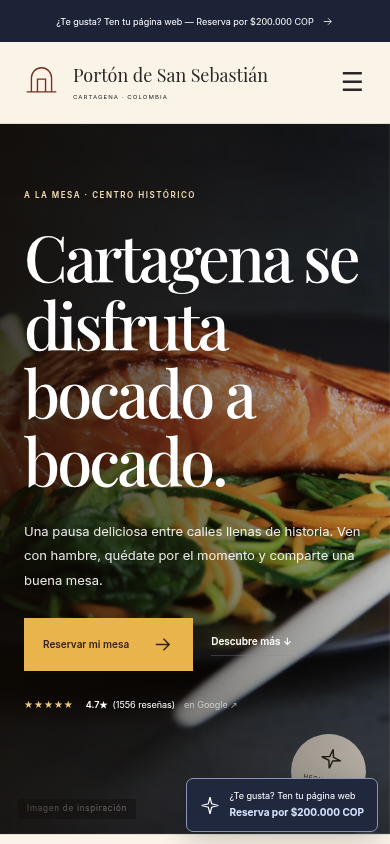 ¿Te gusta? Ten tu página web — Reserva por $200.000 COP →
Portón de San Sebastián
CARTAGENA · COLOMBIA
A LA MESA · CENTRO HISTÓRICO
Cartagena se
disfruta
bocado a
bocado.
Una pausa deliciosa entre calles llenas de historia. Ven
con hambre, quédate por el momento y comparte una
buena mesa.
Reservar mi mesa →
Descubre más ↓
★★★★★ 4.7★ (1556 reseñas) en Google ↗
Imagen de inspiración
¿Te gusta? Ten tu página web
Reserva por $200.000 COP